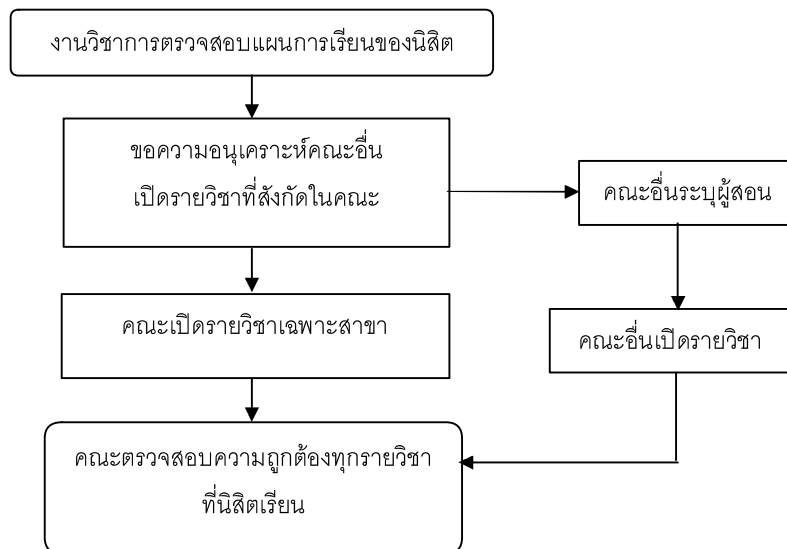 งานวิชาการตรวจสอบแผนการเรียนของนิสิต
ขอความอนุเคราะห์คณะอื่น
เปิดรายวิชาที่สังกัดในคณะ
คณะอื่นระบุผู้สอน
คณะเปิดรายวิชาเฉพาะสาขา
คณะอื่นเปิดรายวิชา
คณะตรวจสอบความถูกต้องทุกรายวิชา
ที่นิสิตเรียน